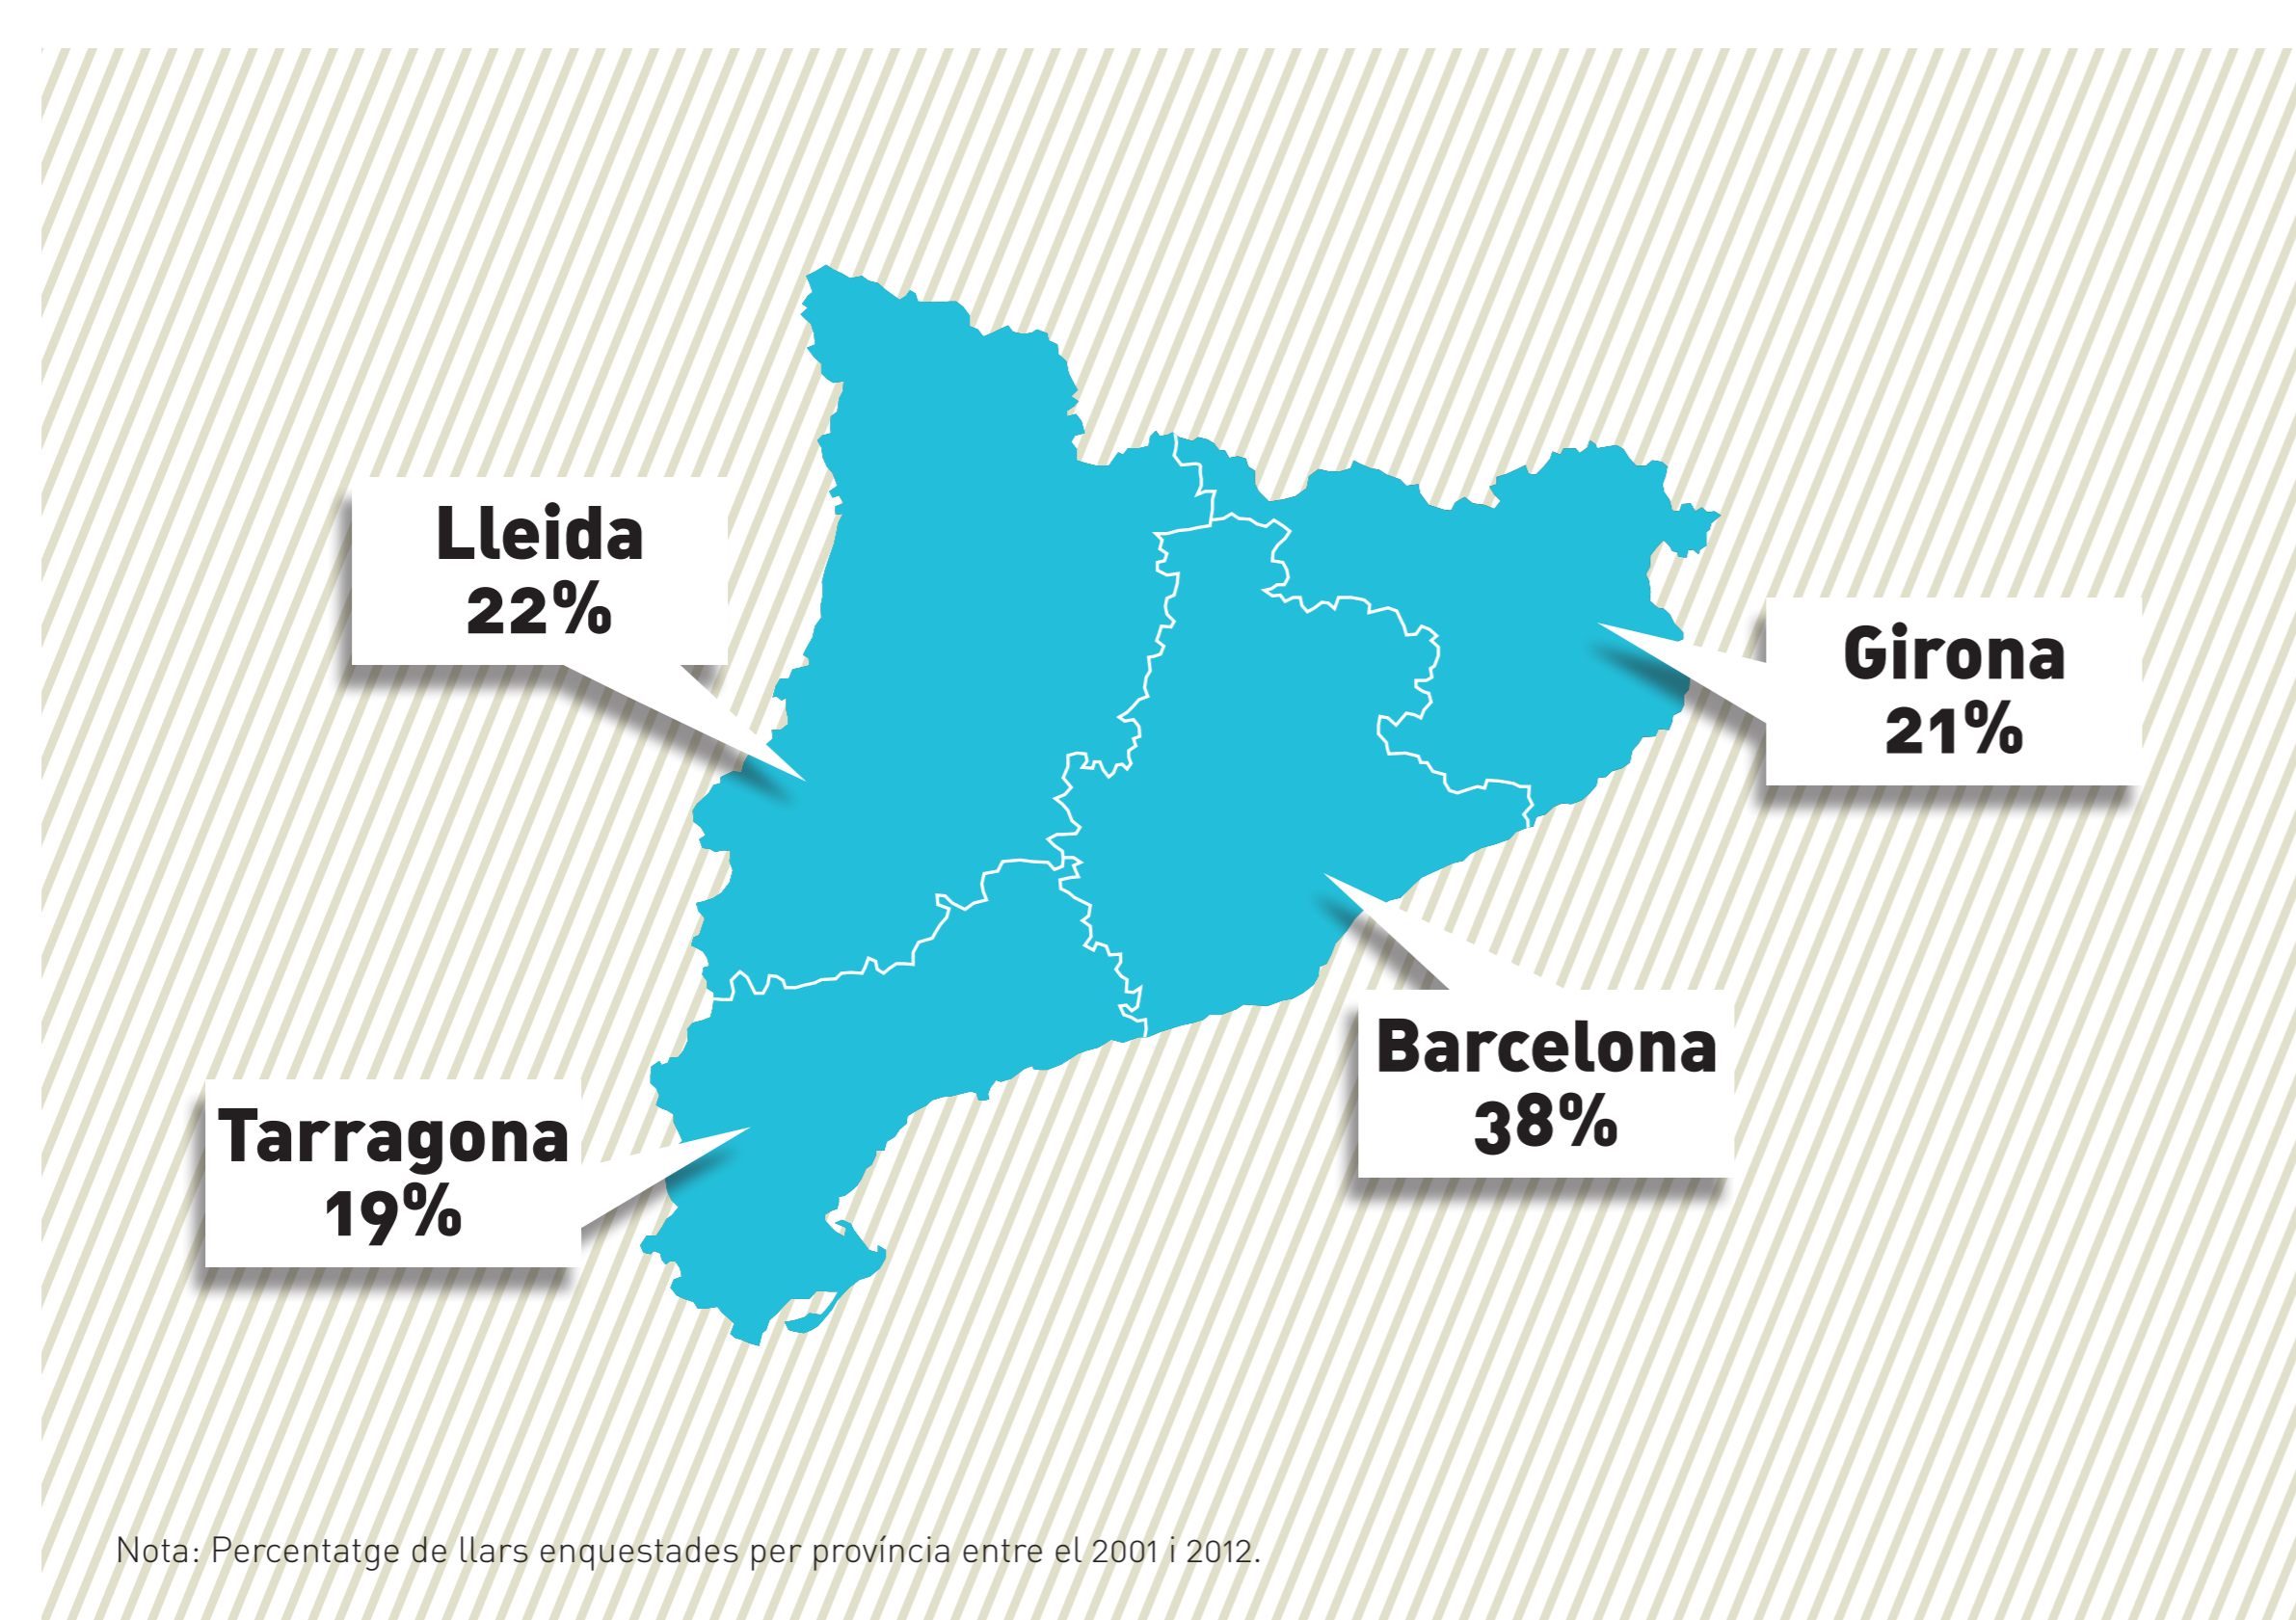 Lleida
22%
Girona
21%
Barcelona
38%
Tarragona
19%
Nota: Percentatge de llars enquestades per província entre el 2001 i 2012.